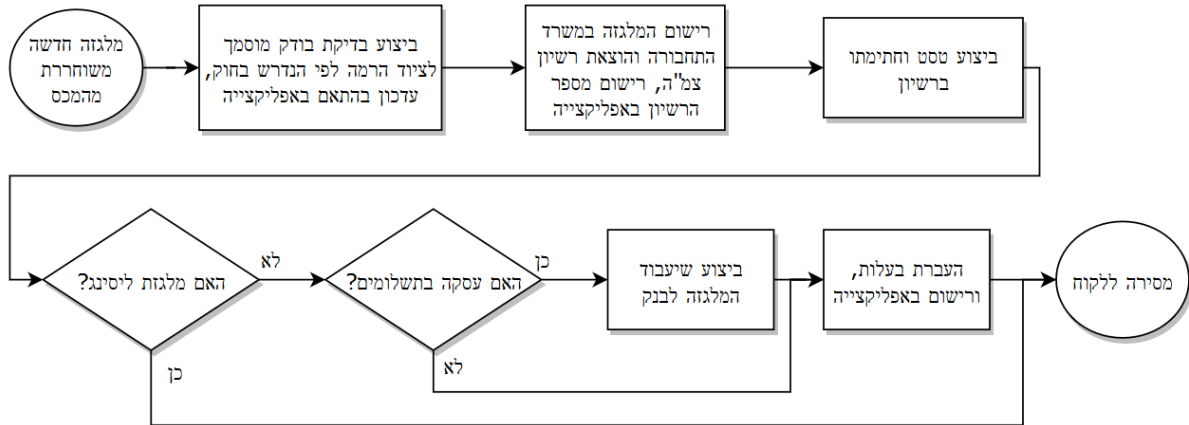 מלגזה חדשה
משוחררת
מהמכס
ביצוע בדיקת בודק מוסמך
לציוד הרמה לפי הנדרש בחוק,
עדכון בהתאם באפליקצייה
רישום המלגזה במשרד
התחבורה והוצאת רשיון
צמ"ה, רישום מספר
הרשיון באפליקצייה
ביצוע טסט וחתימתו
ברשיון
האם מלגזת ליסינג?
לא
כן
האם עסקה בתשלומים?
כן
לא
ביצוע שיעבוד
המלגזה לבנק
העברת בעלות,
ורישום באפליקצייה
מסירה ללקוח